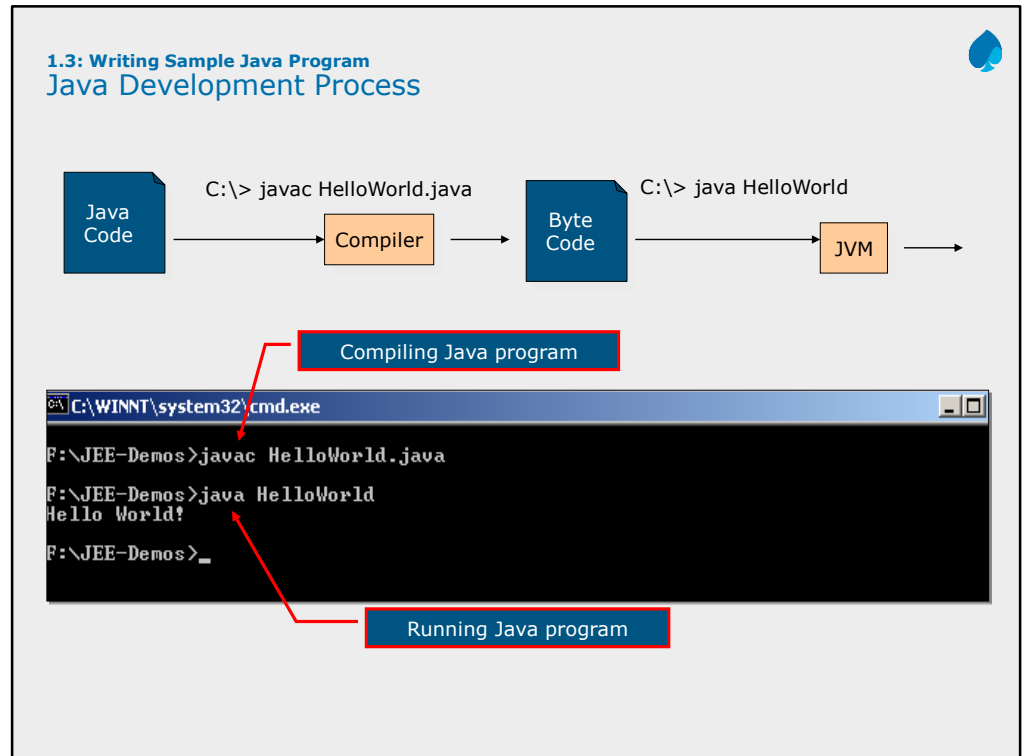 1.3: Writing Sample Java Program
Java Development Process
C:\> javac HelloWorld.java
C:\> java HelloWorld
Java
Code
Compiler
Byte
Code
JVM
Compiling Java program
C:\WINNT\system32\cmd.exe
F:\JEE-Demos>javac HelloWorld.java
F:\JEE-Demos>java HelloWorld
Hello World!
F:\JEE-Demos>_
Running Java program